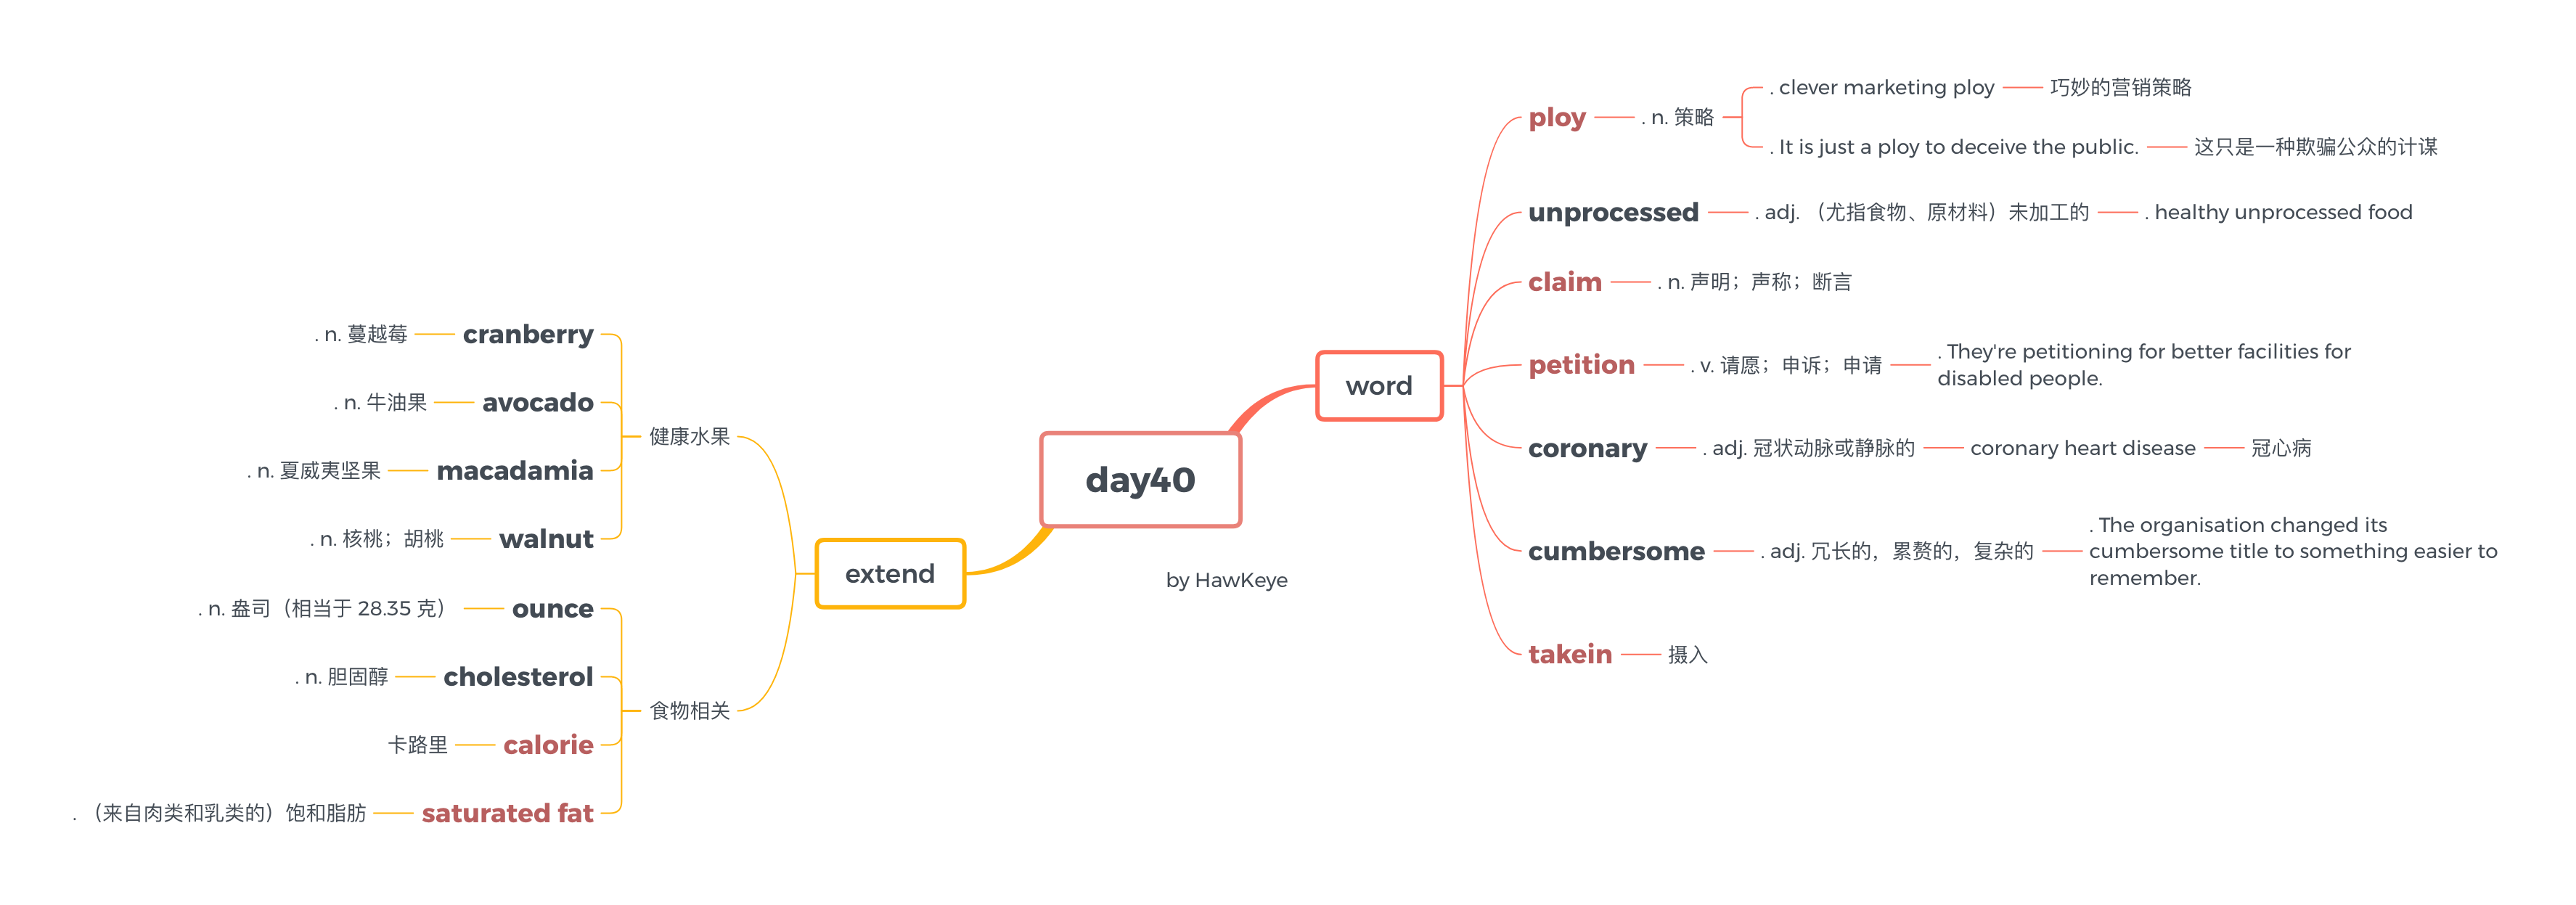 day40
by HawKeye
word
ploy
. n. 策略
. clever marketing ploy
巧妙的营销策略
. It is just a ploy to deceive the public.
这只是一种欺骗公众的计谋
unprocessed
. adj. （尤指食物、原材料）未加工的
. healthy unprocessed food
claim
. n. 声明；声称；断言
petition
. v. 请愿；申诉；申请
. They're petitioning for better facilities for
disabled people.
coronary
. adj. 冠状动脉或静脉的
coronary heart disease
冠心病
cumbersome
. adj. 冗长的，累赘的，复杂的
. The organisation changed its
cumbersome title to something easier to
remember.
takein
摄入
extend
健康水果
cranberry
. n. 蔓越莓
avocado
. n. 牛油果
macadamia
. n. 夏威夷坚果
walnut
. n. 核桃；胡桃
食物相关
ounce
. n. 盎司（相当于 28.35 克）
cholesterol
. n. 胆固醇
calorie
卡路里
saturated fat
. （来自肉类和乳类的）饱和脂肪